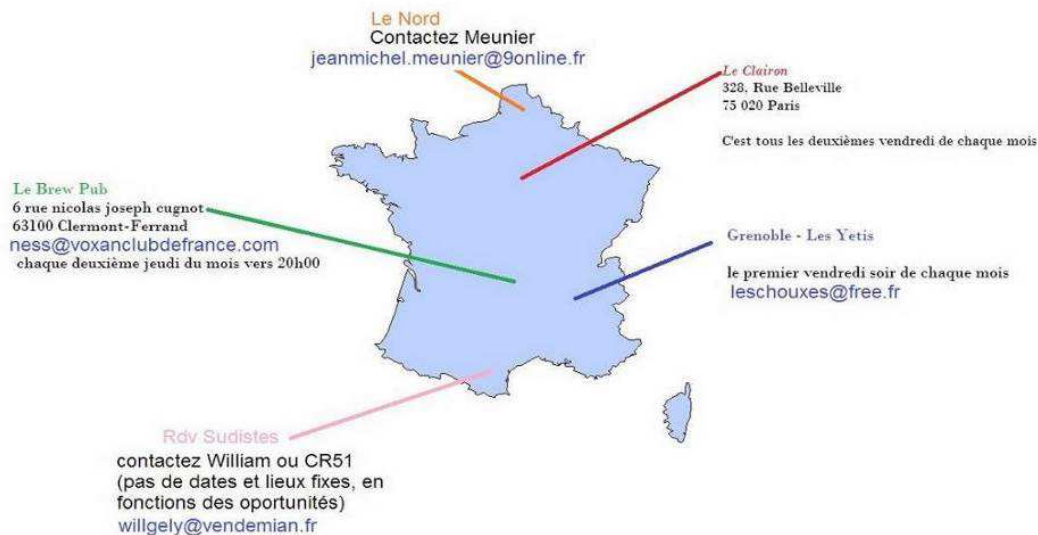 Le Nord
Contactez Meunier
jeanmichel.meunier@9online.fr
Le Clairon
328, Rue Belleville
75 020 Paris
C'est tous les deuxièmes vendredi de chaque mois
Le Brew Pub
6 rue nicolas joseph cugnot
63100 Clermont-Ferrand
ness@voxanclubdefrance.com
chaque deuxième jeudi du mois vers 20h00
Grenoble - Les Yetis
le premier vendredi soir de chaque mois
leschouxes@free.fr
Rdv Sudistes
contactez William ou CR51
(pas de dates et lieux fixes, en
fonctions des oportunités)
willgely@vendemian.fr